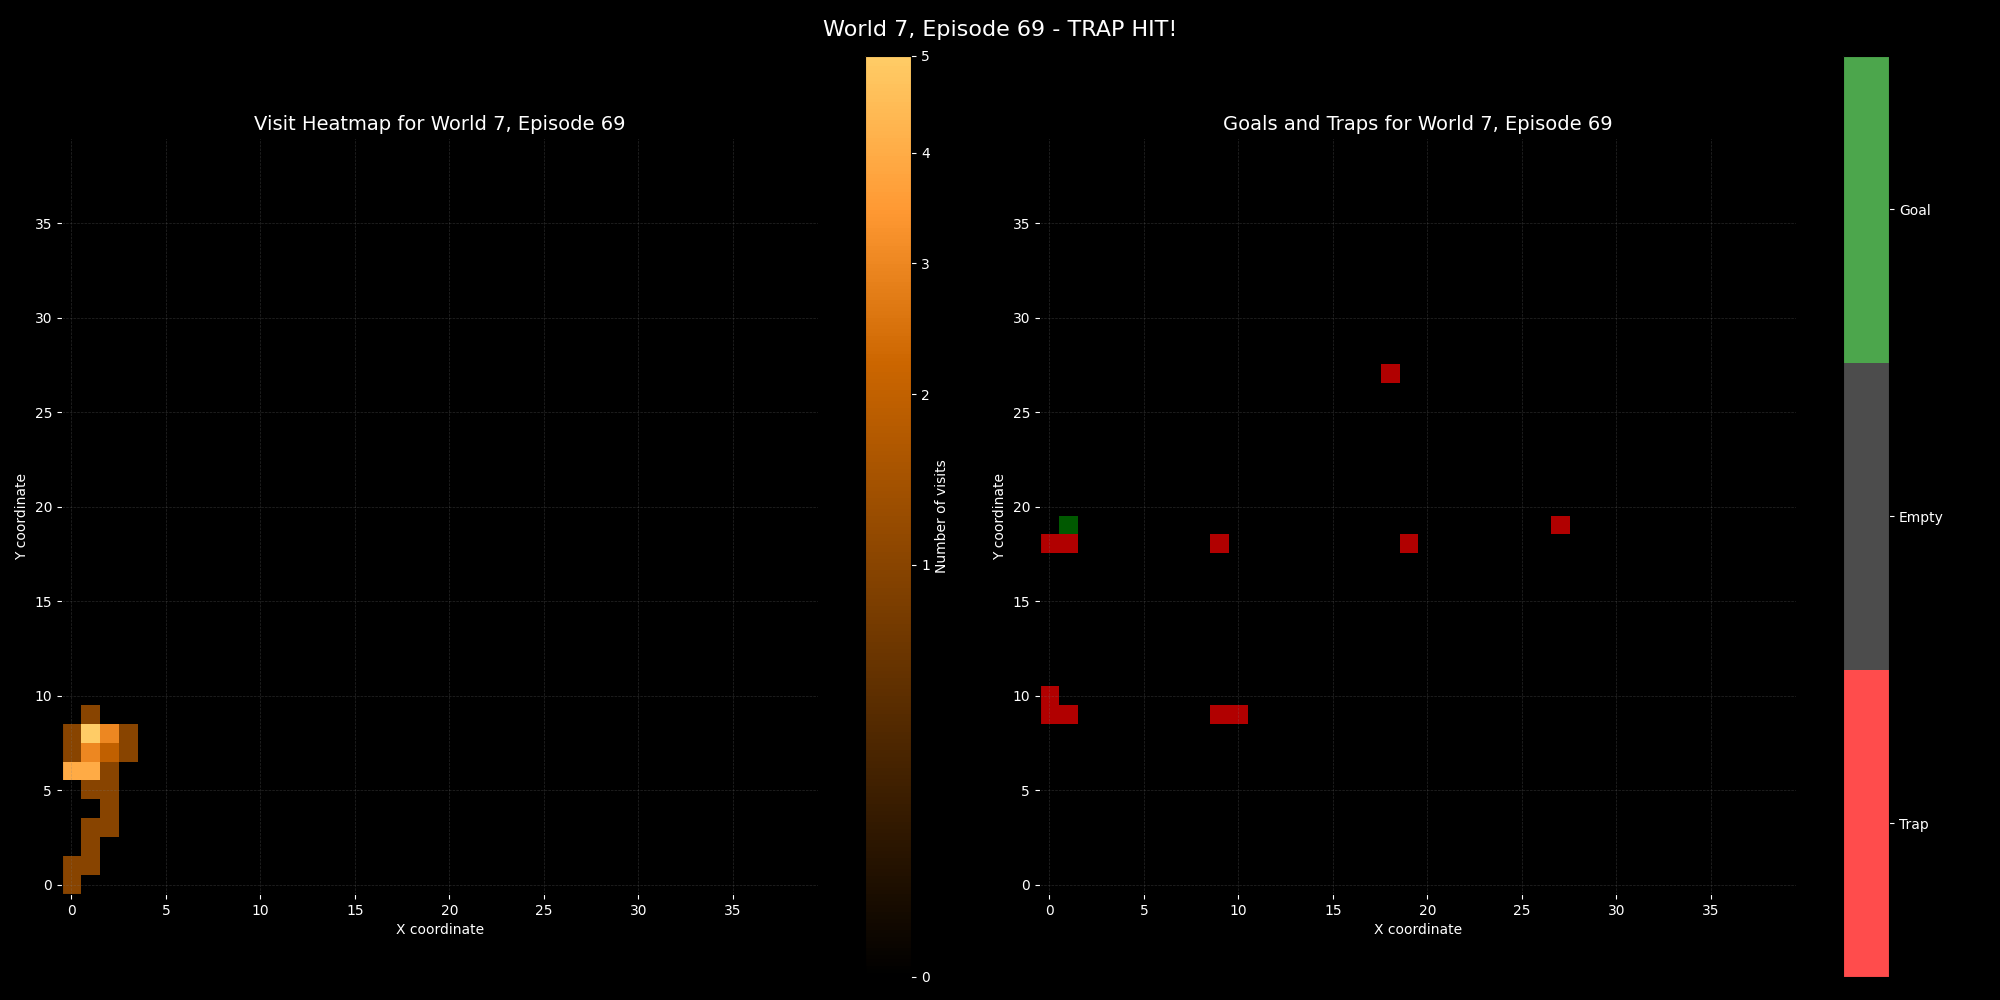 World 7, Episode 69 - TRAP HIT!
Visit Heatmap for World 7, Episode 69
Y coordinate
35
30
25
20
15
10
5
0
0 5 10 15 20 25 30 35
X coordinate
5
4
3
2
1
0
Number of visits
Goals and Traps for World 7, Episode 69
Y coordinate
35
30
25
20
15
10
5
0
0 5 10 15 20 25 30 35
X coordinate
Goal
Empty
Trap